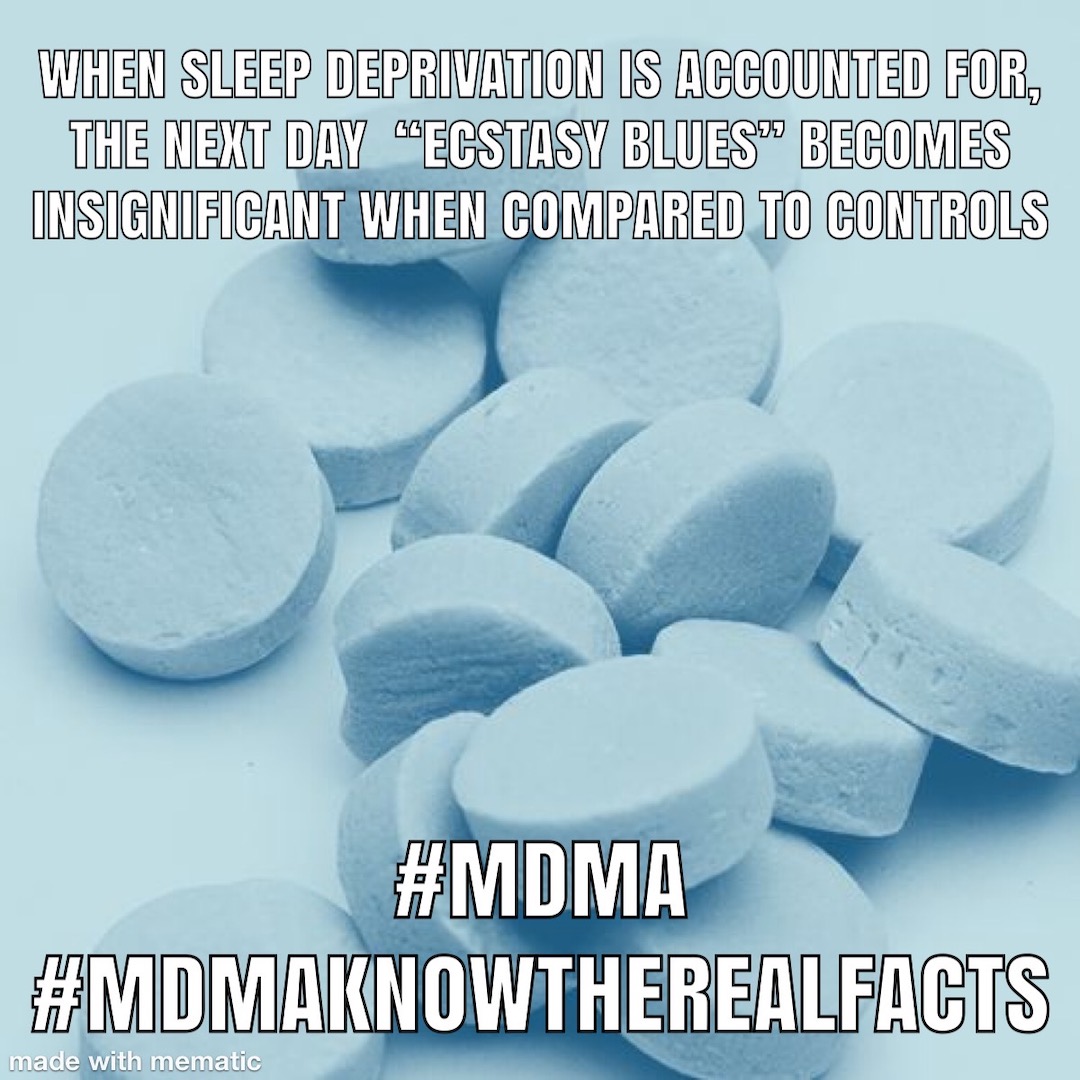 WHEN SLEEP DEPRIVATION IS ACCOUNTED FOR,
THE NEXT DAY “ECSTASY BLUES” BECOMES
INSIGNIFICANT WHEN COMPARED TO CONTROLS
#MDMA
#MDMAKNOWTHEREALFACTS
made with mematic